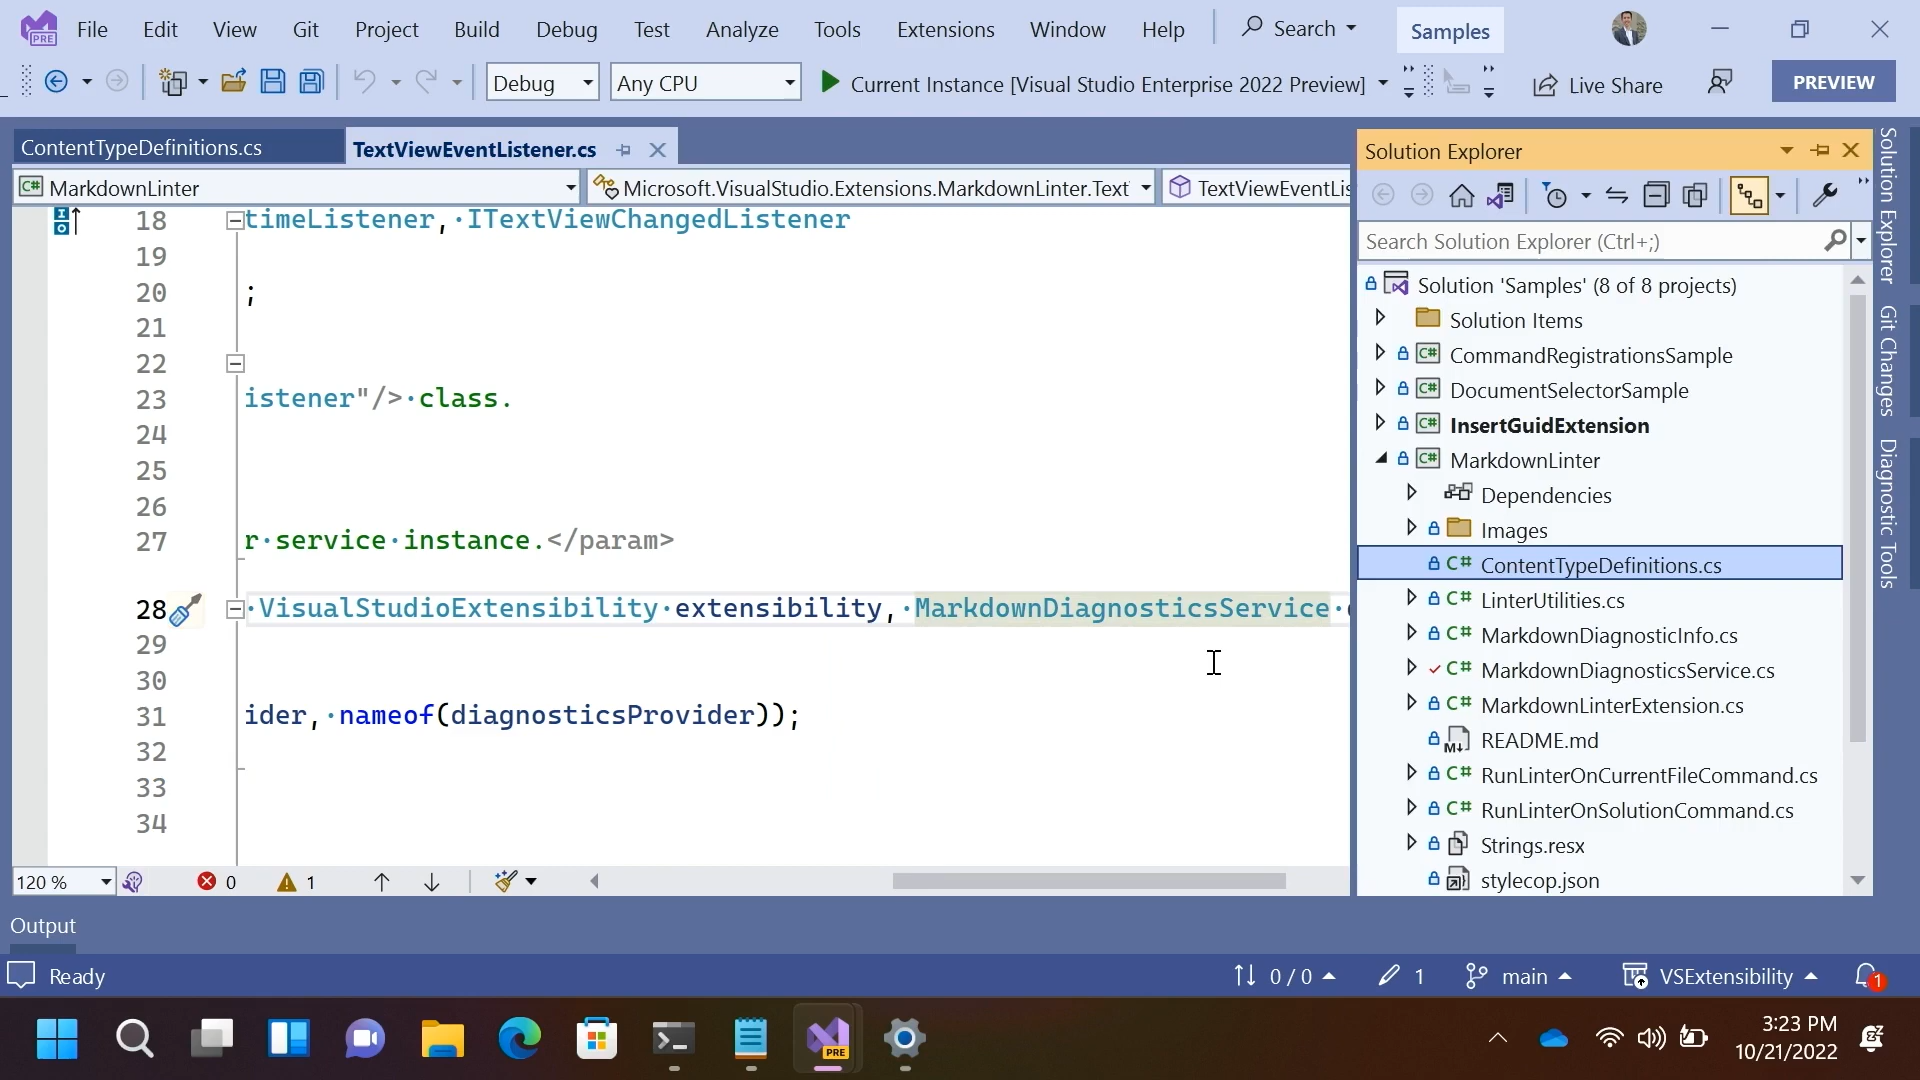 PRE
File
Edit
View
Git
Project
Build
Debug
Test
Analyze
Tools
Extensions
Window
Help
Search
Samples
Debug
Any CPU
Current Instance [Visual Studio Enterprise 2022 Preview]
Live Share
PREVIEW
ContentTypeDefinitions.cs
TextViewEventListener.cs
C# MarkdownLinter
Microsoft.VisualStudio.Extensions.MarkdownLinter.Text
TextViewEventLis
18 timeListener, ITextViewChangedListener
19
20 ;
21
22
23 istener"/> class.
24
25
26
27 r service instance.</param>
28 VisualStudioExtensibility extensibility, MarkdownDiagnosticsService
29
30
31 ider, nameof(diagnosticsProvider));
32
33
34
120 %
0
1
Solution Explorer
Search Solution Explorer (Ctrl+;)
Solution 'Samples' (8 of 8 projects)
Solution Items
C# CommandRegistrationsSample
C# DocumentSelectorSample
C# InsertGuidExtension
C# MarkdownLinter
Dependencies
Images
C# ContentTypeDefinitions.cs
C# LinterUtilities.cs
C# MarkdownDiagnosticInfo.cs
C# MarkdownDiagnosticsService.cs
C# MarkdownLinterExtension.cs
M↓ README.md
C# RunLinterOnCurrentFileCommand.cs
C# RunLinterOnSolutionCommand.cs
Strings.resx
stylecop.json
Solution Explorer
Git Changes
Diagnostic Tools
Output
Ready
0 / 0
1
main
VSExtensibility
1
PRE
3:23 PM
10/21/2022